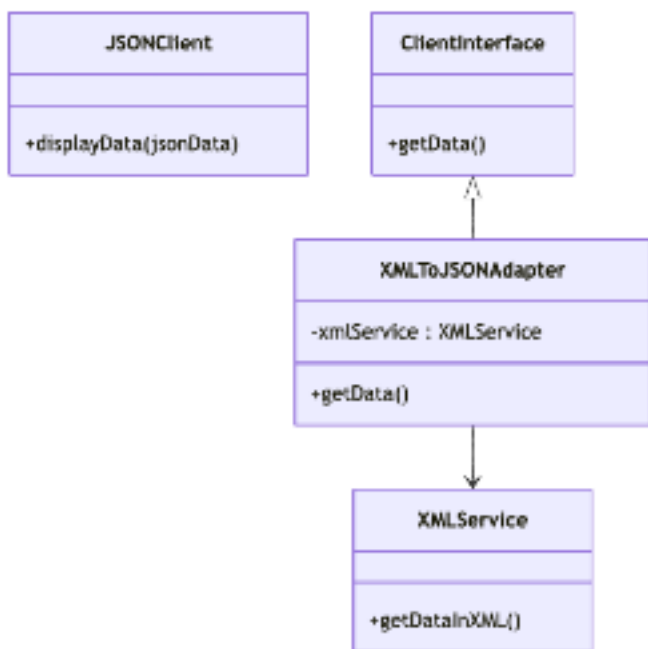 JSONClient
+displayData(jsonData)
ClientInterface
+getData()
XMLToJSONAdapter
-xmlService : XMLService
+getData()
XMLService
+getDataInXML()